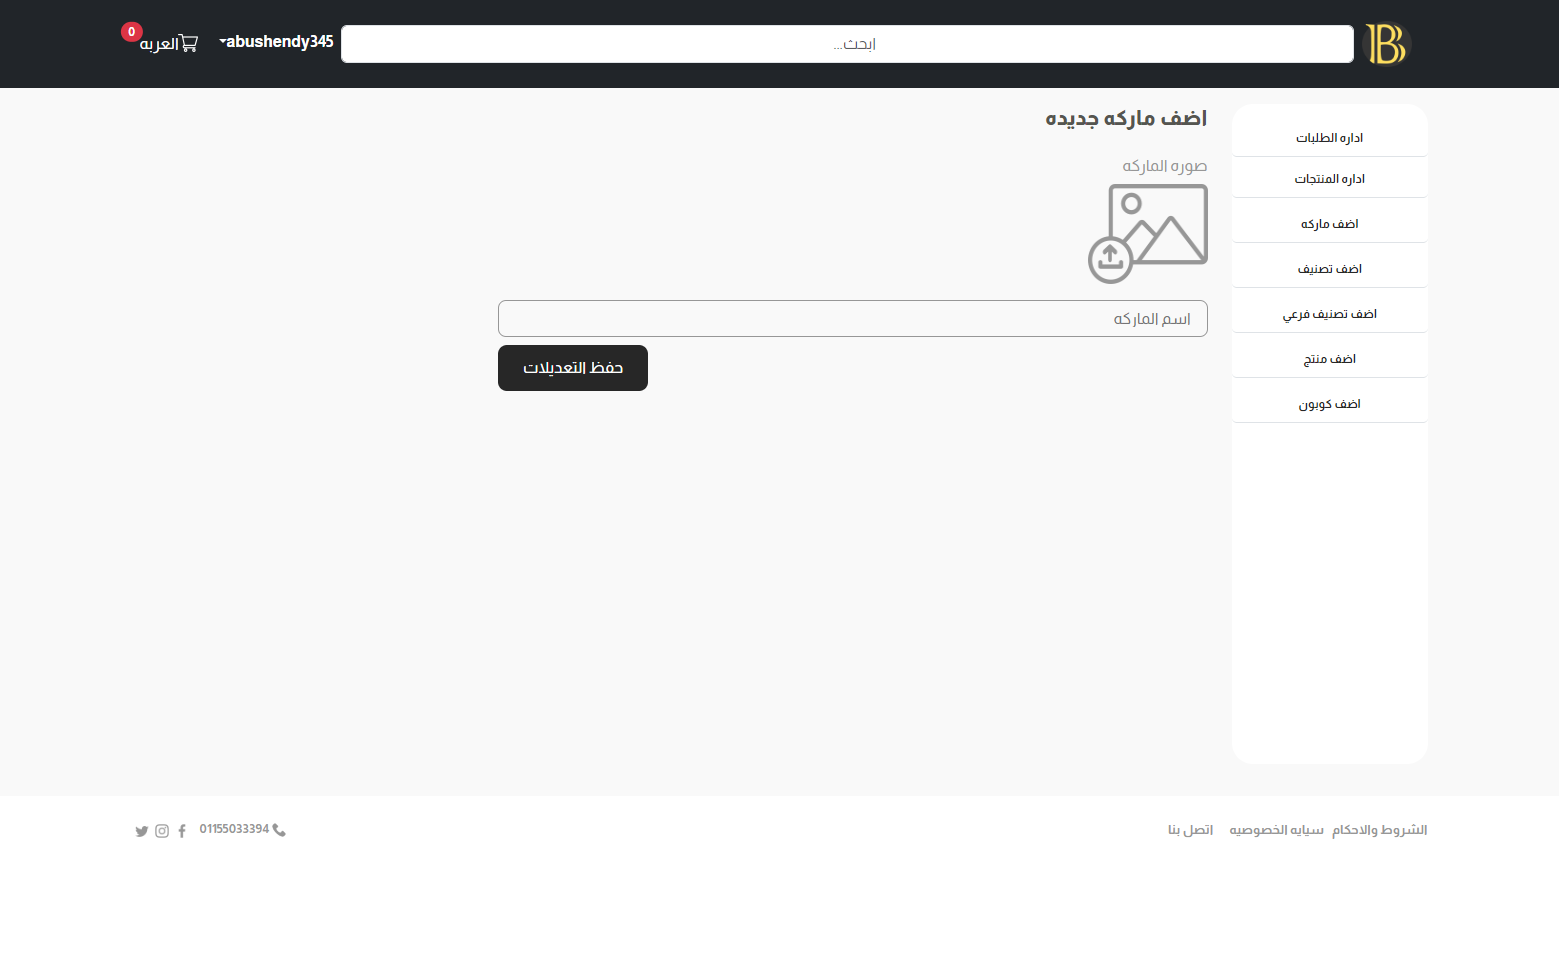 ابحث...
abushendy345
العربه
0
اداره الطلبات
اداره المنتجات
اضف ماركه
اضف تصنيف
اضف تصنيف فرعي
اضف منتج
اضف كوبون
اضف ماركه جديده
صوره الماركه
اسم الماركه
حفظ التعديلات
الشروط والاحكام سيايه الخصوصيه اتصل بنا
01155033394